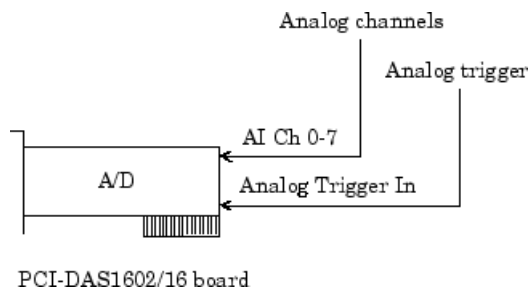 Analog channels
Analog trigger
AI Ch 0-7
A/D
Analog Trigger In
PCI-DAS1602/16 board